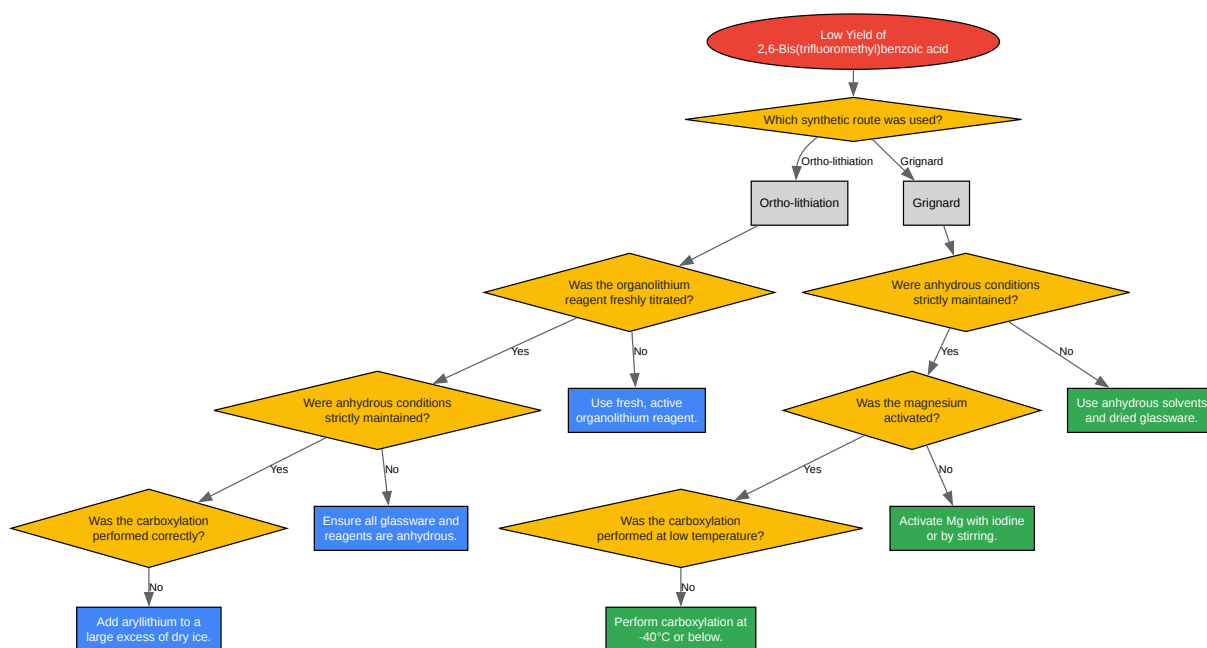 Low Yield of
2,6-Bis(trifluoromethyl)benzoic acid
Which synthetic route was used?
Ortho-lithiation
Grignard
Ortho-lithiation
Grignard
Was the organolithium
reagent freshly titrated?
Were anhydrous conditions
strictly maintained?
Yes
No
Yes
No
Were anhydrous conditions
strictly maintained?
Use fresh, active
organolithium reagent.
Was the magnesium
activated?
Use anhydrous solvents
and dried glassware.
Yes
No
Yes
No
Was the carboxylation
performed correctly?
Ensure all glassware and
reagents are anhydrous.
Was the carboxylation
performed at low temperature?
Activate Mg with iodine
or by stirring.
No
No
Add aryllithium to a
large excess of dry ice.
Perform carboxylation at
-40°C or below.